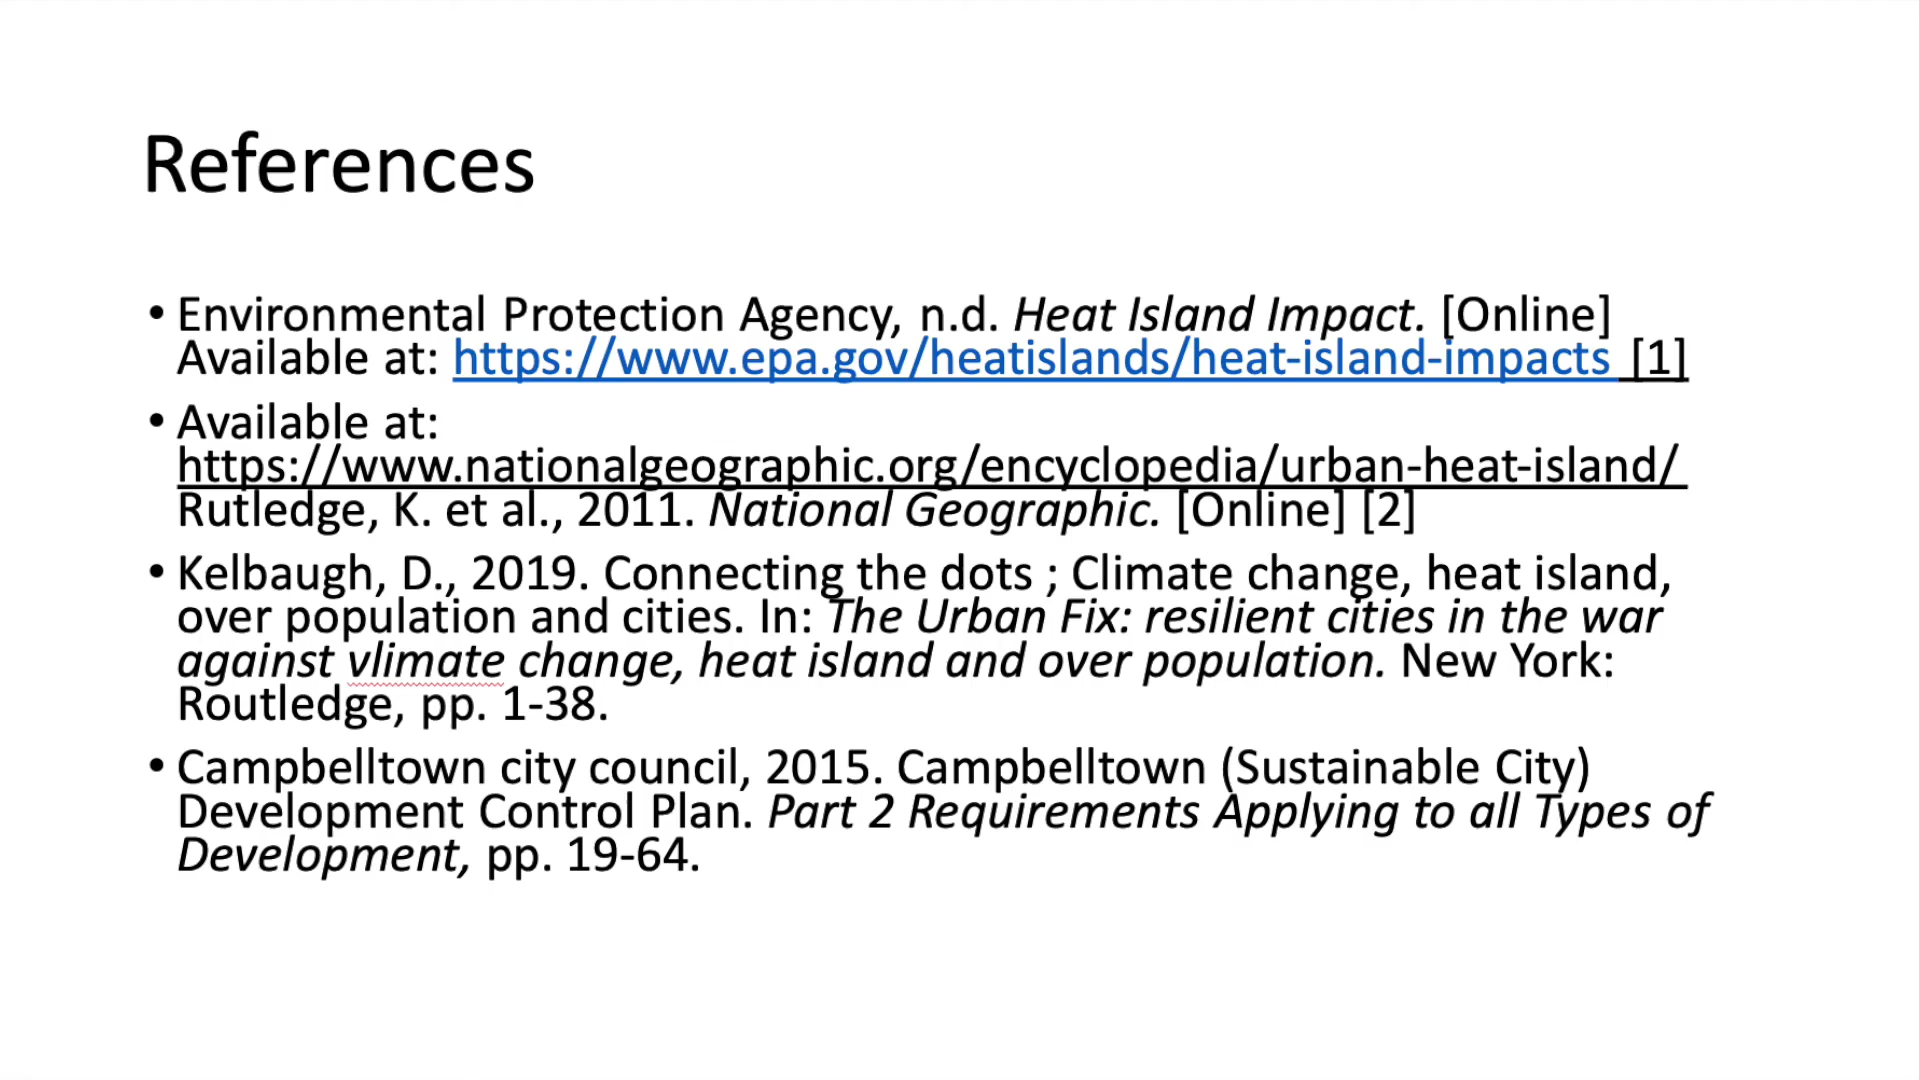 References
• Environmental Protection Agency, n.d. Heat Island Impact. [Online]
Available at: https://www.epa.gov/heatislands/heat-island-impacts [1]
• Available at:
https://www.nationalgeographic.org/encyclopedia/urban-heat-island/
Rutledge, K. et al., 2011. National Geographic. [Online] [2]
• Kelbaugh, D., 2019. Connecting the dots ; Climate change, heat island,
over population and cities. In: The Urban Fix: resilient cities in the war
against vlimate change, heat island and over population. New York:
Routledge, pp. 1-38.
• Campbelltown city council, 2015. Campbelltown (Sustainable City)
Development Control Plan. Part 2 Requirements Applying to all Types of
Development, pp. 19-64.